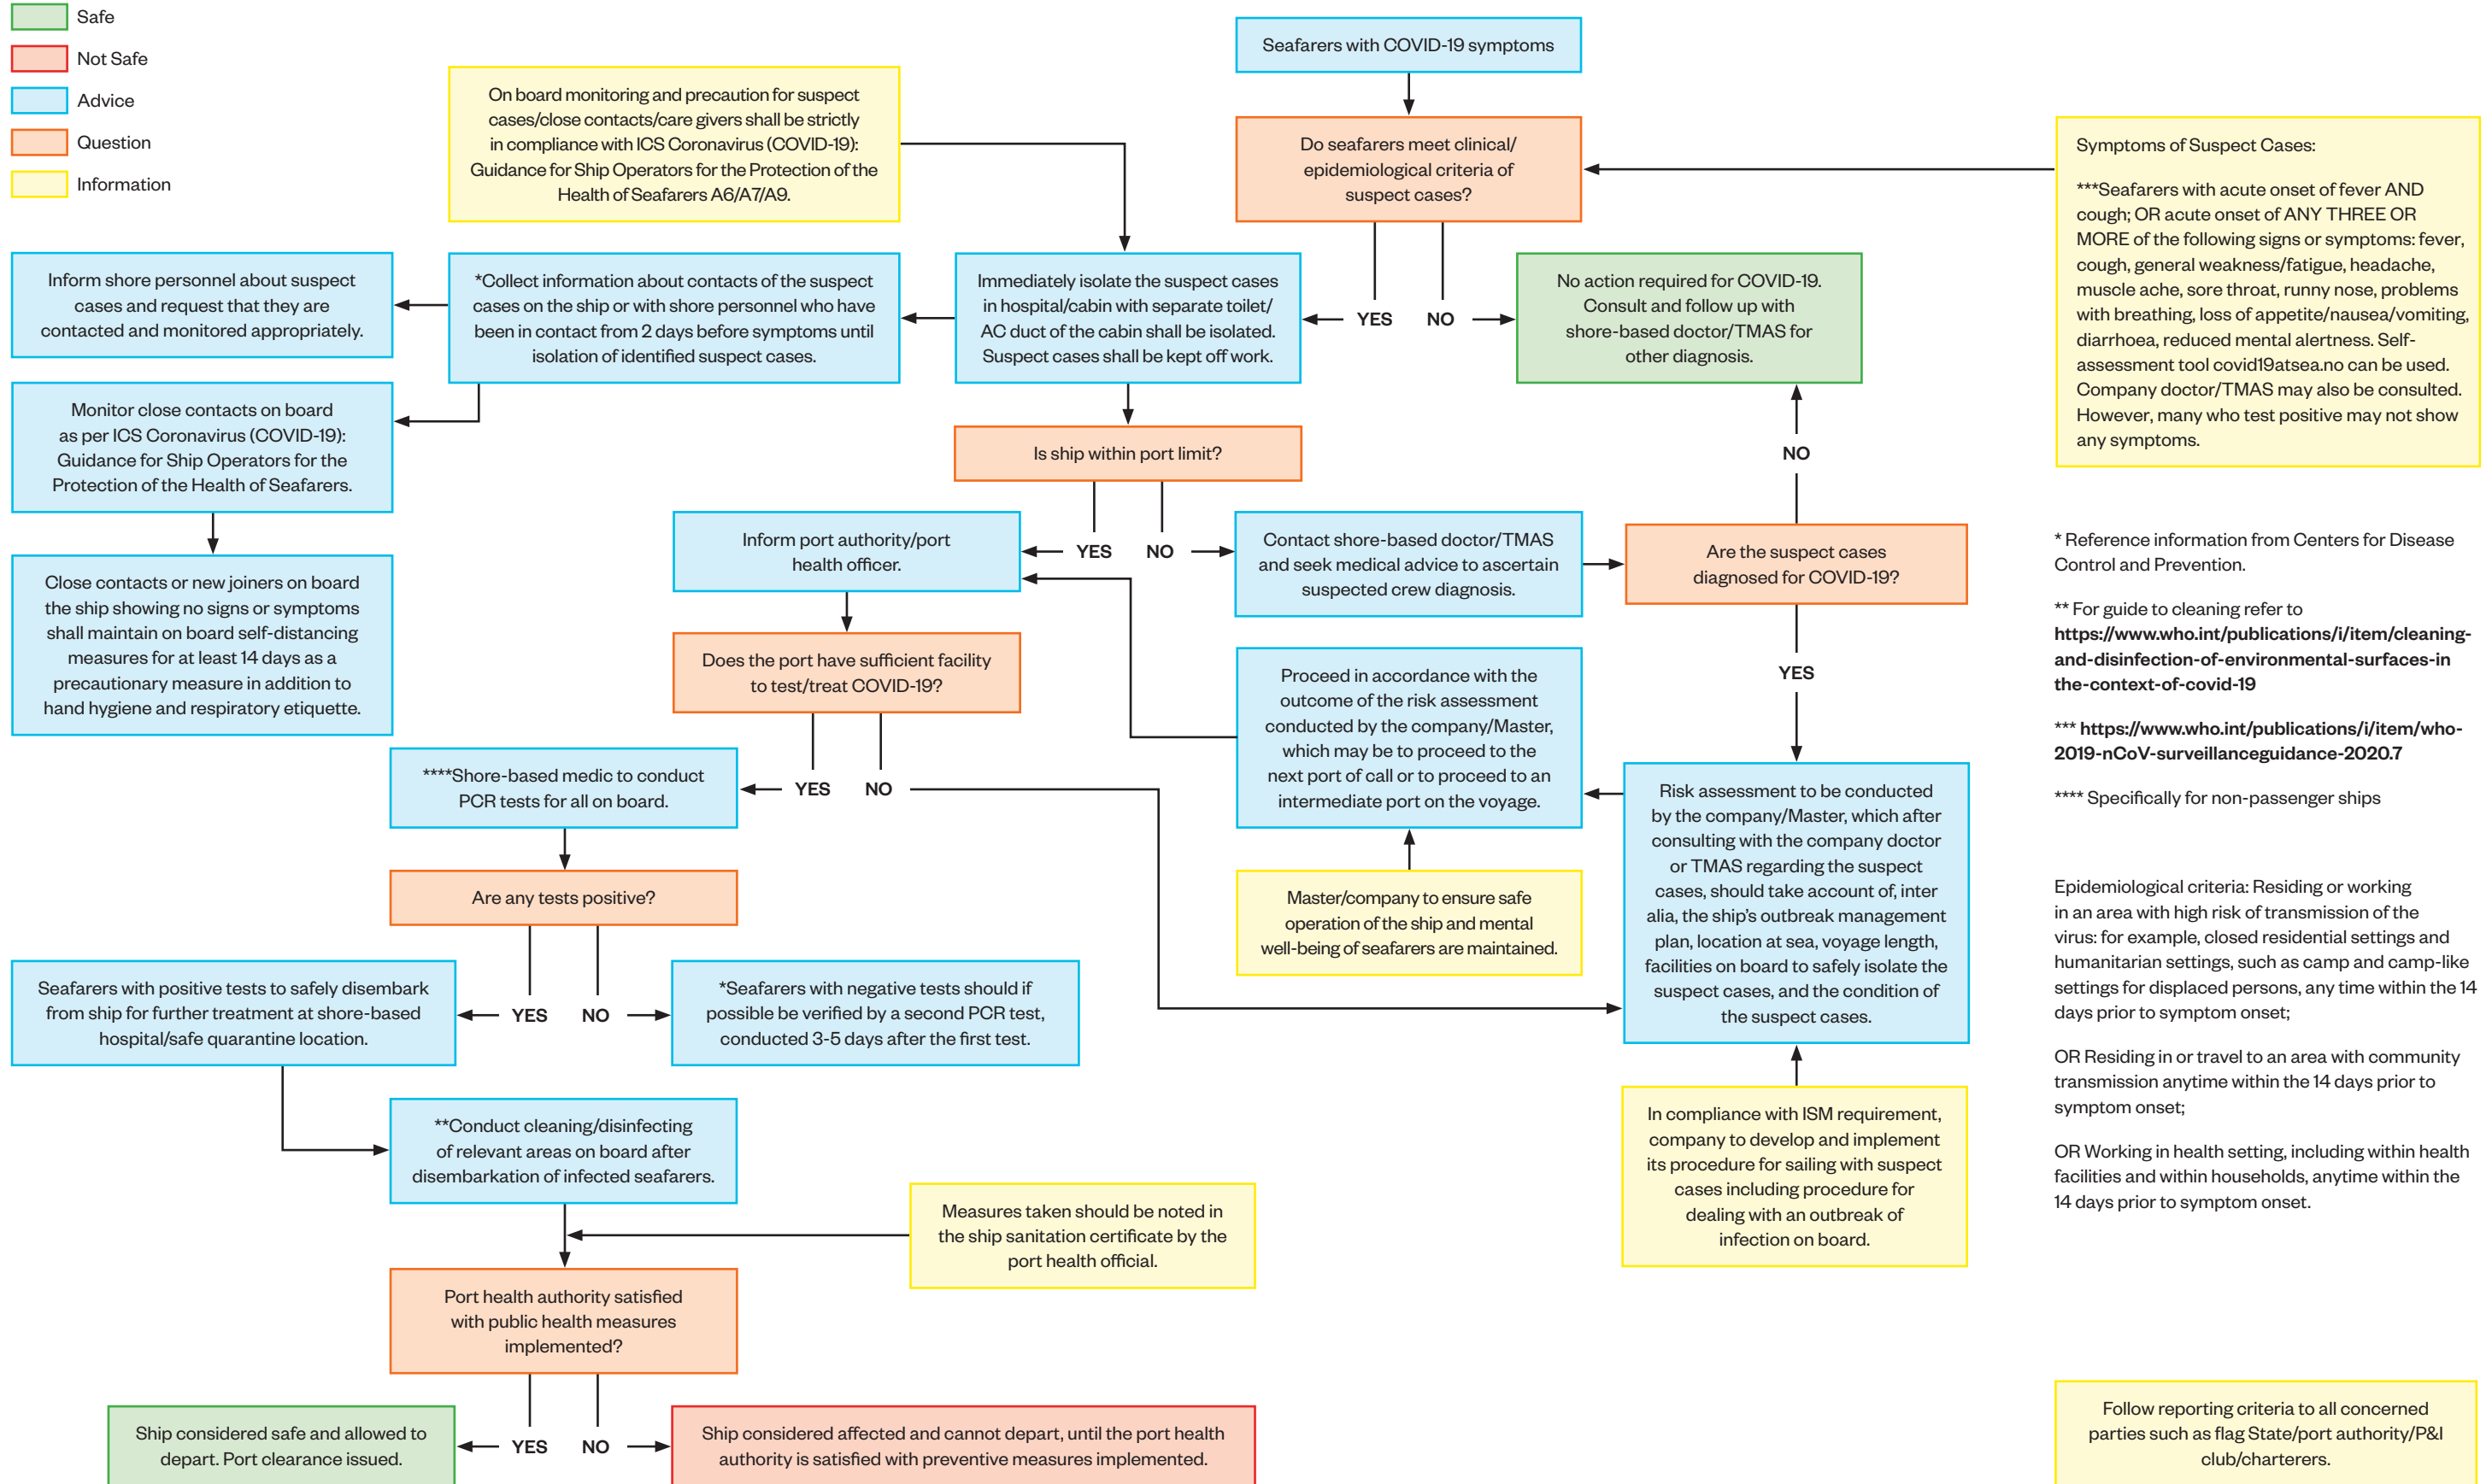 Safe
Not Safe
Advice
Question
Information
Seafarers with COVID-19 symptoms
On board monitoring and precaution for suspect
cases/close contacts/care givers shall be strictly
in compliance with ICS Coronavirus (COVID-19):
Guidance for Ship Operators for the Protection of the
Health of Seafarers A6/A7/A9.
Do seafarers meet clinical/
epidemiological criteria of
suspect cases?
Symptoms of Suspect Cases:
***Seafarers with acute onset of fever AND
cough; OR acute onset of ANY THREE OR
MORE of the following signs or symptoms: fever,
cough, general weakness/fatigue, headache,
muscle ache, sore throat, runny nose, problems
with breathing, loss of appetite/nausea/vomiting,
diarrhoea, reduced mental alertness. Self-
assessment tool covid19atsea.no can be used.
Company doctor/TMAS may also be consulted.
However, many who test positive may not show
any symptoms.
Inform shore personnel about suspect
cases and request that they are
contacted and monitored appropriately.
*Collect information about contacts of the suspect
cases on the ship or with shore personnel who have
been in contact from 2 days before symptoms until
isolation of identified suspect cases.
Immediately isolate the suspect cases
in hospital/cabin with separate toilet/
AC duct of the cabin shall be isolated.
Suspect cases shall be kept off work.
YES
NO
No action required for COVID-19.
Consult and follow up with
shore-based doctor/TMAS for
other diagnosis.
Monitor close contacts on board
as per ICS Coronavirus (COVID-19):
Guidance for Ship Operators for the
Protection of the Health of Seafarers.
Is ship within port limit?
NO
Close contacts or new joiners on board
the ship showing no signs or symptoms
shall maintain on board self-distancing
measures for at least 14 days as a
precautionary measure in addition to
hand hygiene and respiratory etiquette.
Inform port authority/port
health officer.
YES
NO
Contact shore-based doctor/TMAS
and seek medical advice to ascertain
suspected crew diagnosis.
Are the suspect cases
diagnosed for COVID-19?
* Reference information from Centers for Disease
Control and Prevention.
** For guide to cleaning refer to
https://www.who.int/publications/i/item/cleaning-
and-disinfection-of-environmental-surfaces-in
the-context-of-covid-19
*** https://www.who.int/publications/i/item/who-
2019-nCoV-surveillanceguidance-2020.7
**** Specifically for non-passenger ships
Does the port have sufficient facility
to test/treat COVID-19?
Proceed in accordance with the
outcome of the risk assessment
conducted by the company/Master,
which may be to proceed to the
next port of call or to proceed to an
intermediate port on the voyage.
YES
****Shore-based medic to conduct
PCR tests for all on board.
YES
NO
Risk assessment to be conducted
by the company/Master, which after
consulting with the company doctor
or TMAS regarding the suspect
cases, should take account of, inter
alia, the ship's outbreak management
plan, location at sea, voyage length,
facilities on board to safely isolate the
suspect cases, and the condition of
the suspect cases.
Are any tests positive?
Master/company to ensure safe
operation of the ship and mental
well-being of seafarers are maintained.
Epidemiological criteria: Residing or working
in an area with high risk of transmission of the
virus: for example, closed residential settings and
humanitarian settings, such as camp and camp-like
settings for displaced persons, any time within the 14
days prior to symptom onset;
OR Residing in or travel to an area with community
transmission anytime within the 14 days prior to
symptom onset;
OR Working in health setting, including within health
facilities and within households, anytime within the
14 days prior to symptom onset.
Seafarers with positive tests to safely disembark
from ship for further treatment at shore-based
hospital/safe quarantine location.
YES
NO
*Seafarers with negative tests should if
possible be verified by a second PCR test,
conducted 3-5 days after the first test.
**Conduct cleaning/disinfecting
of relevant areas on board after
disembarkation of infected seafarers.
In compliance with ISM requirement,
company to develop and implement
its procedure for sailing with suspect
cases including procedure for
dealing with an outbreak of
infection on board.
Measures taken should be noted in
the ship sanitation certificate by the
port health official.
Port health authority satisfied
with public health measures
implemented?
Ship considered safe and allowed to
depart. Port clearance issued.
YES
NO
Ship considered affected and cannot depart, until the port health
authority is satisfied with preventive measures implemented.
Follow reporting criteria to all concerned
parties such as flag State/port authority/P&I
club/charterers.